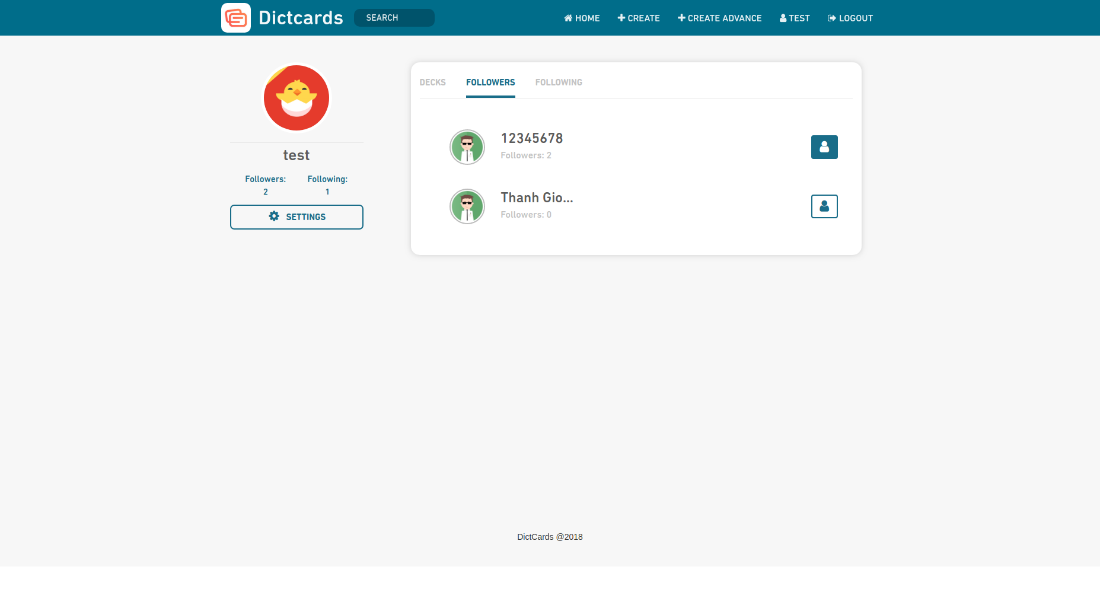 Dictcards
SEARCH
HOME
CREATE
CREATE ADVANCE
TEST
LOGOUT
test
Followers:
2
Following:
1
SETTINGS
DECKS
FOLLOWERS
FOLLOWING
12345678
Followers: 2
Thanh Gio...
Followers: 0
DictCards @2018